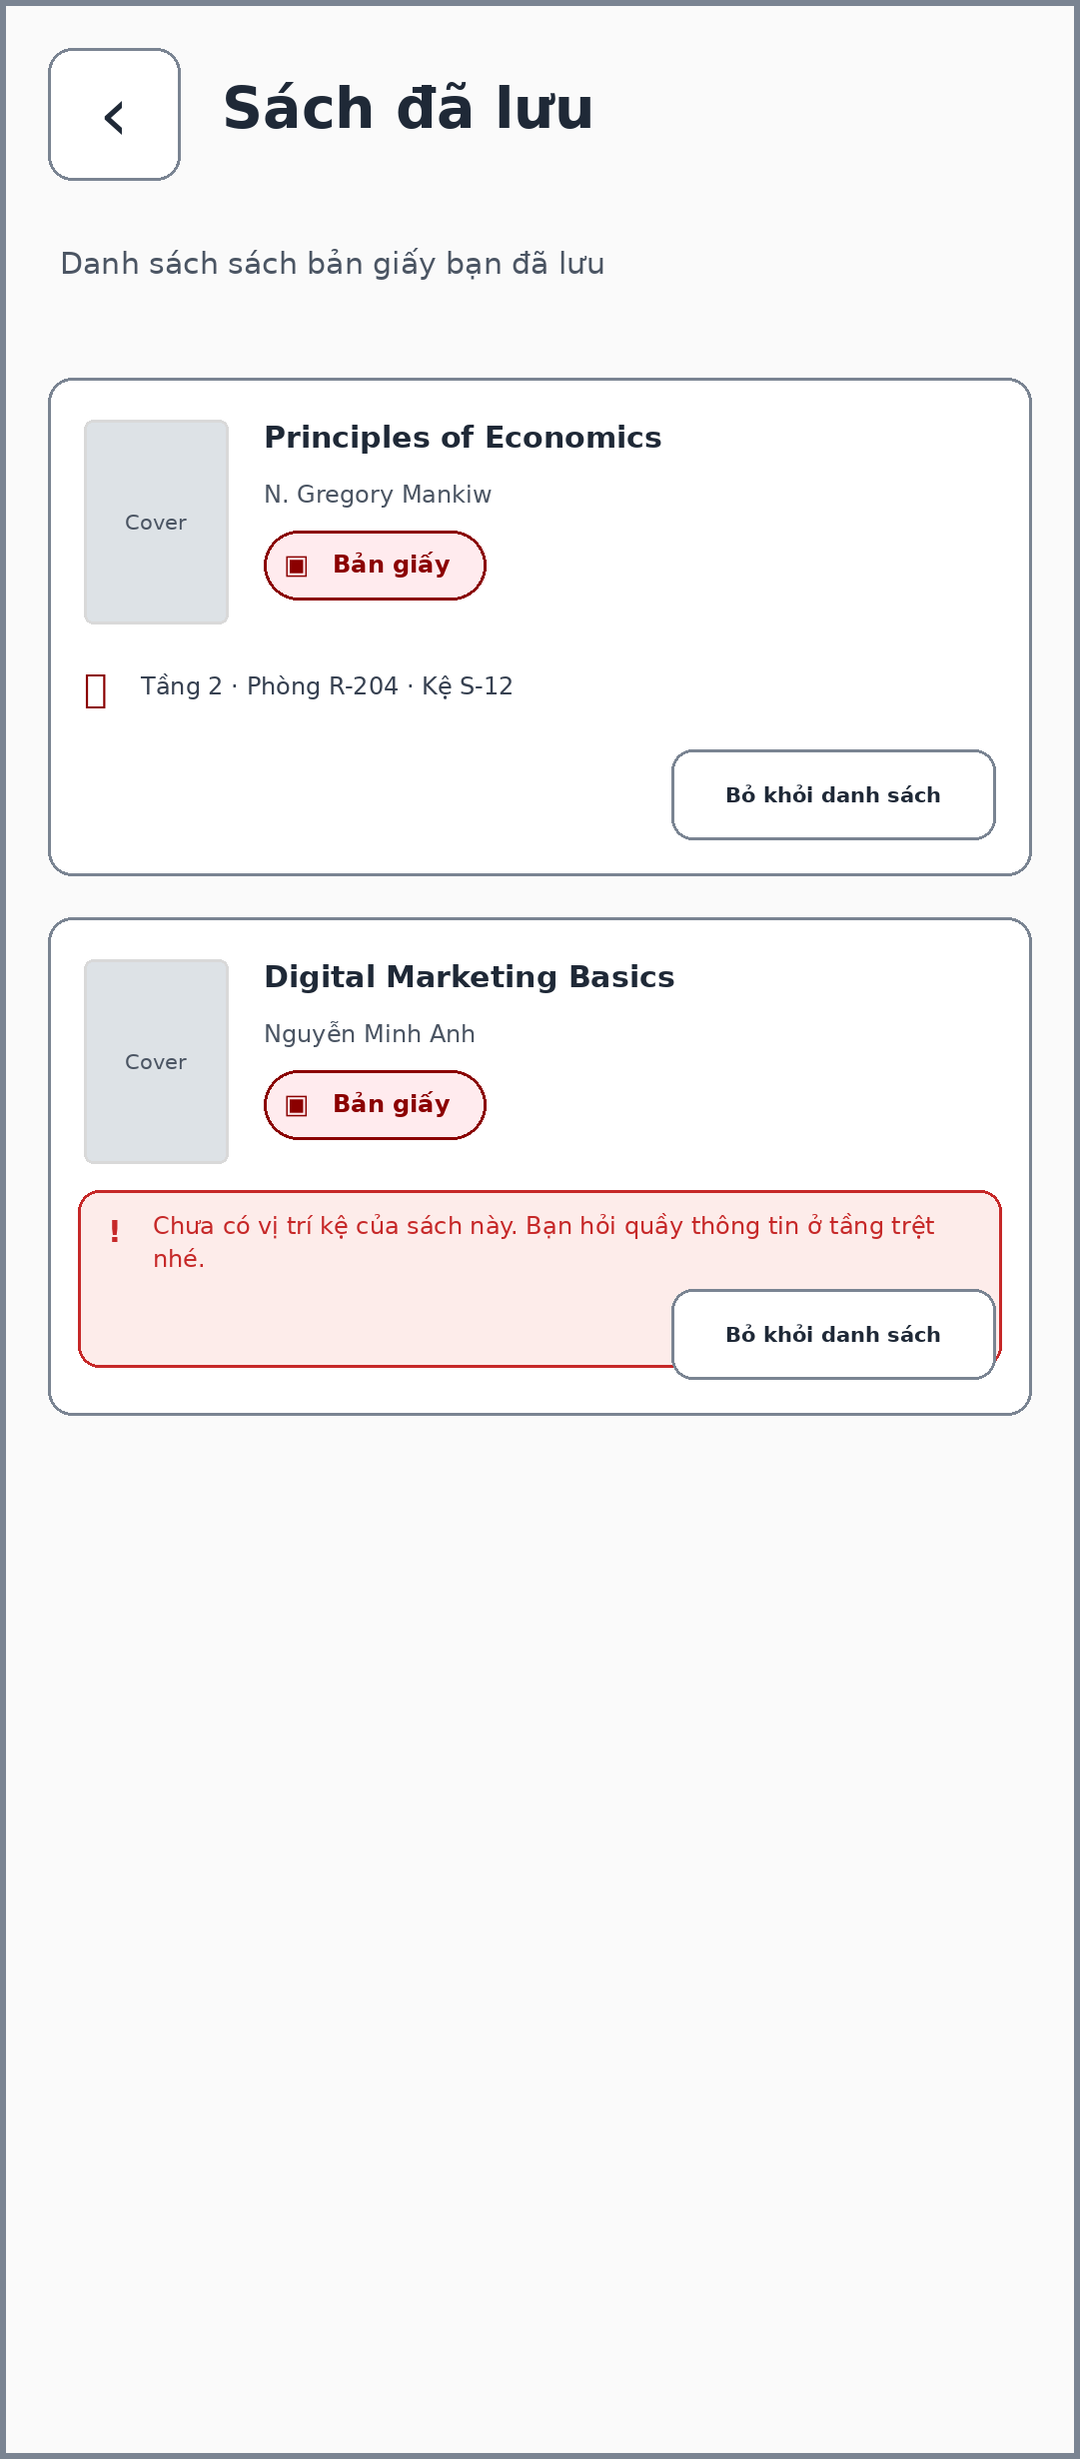 ‹ Sách đã lưu
Danh sách sách bản giấy bạn đã lưu
Cover
Principles of Economics
N. Gregory Mankiw
▣ Bản giấy
Tầng 2 · Phòng R-204 · Kệ S-12
Bỏ khỏi danh sách
Cover
Digital Marketing Basics
Nguyễn Minh Anh
▣ Bản giấy
! Chưa có vị trí kệ của sách này. Bạn hỏi quầy thông tin ở tầng trệt
nhé.
Bỏ khỏi danh sách